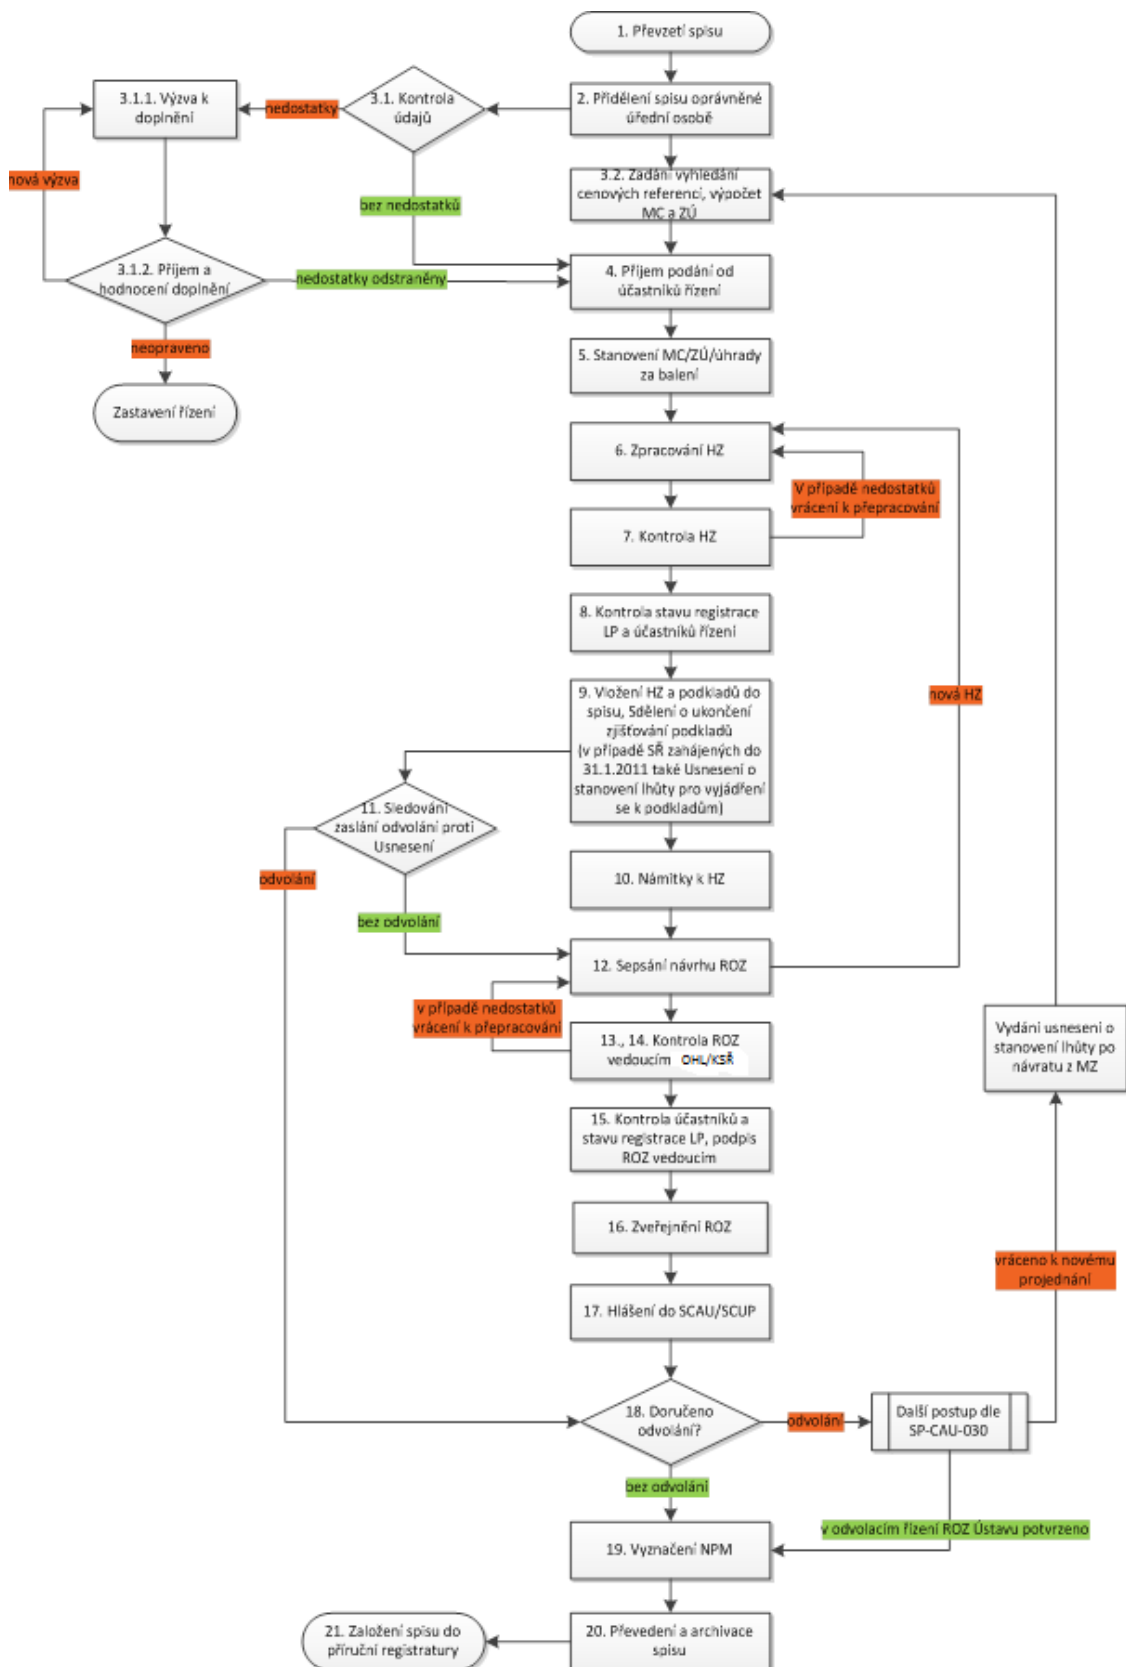 1. Převzetí spisu
2. Přidělení spisu oprávněné
úřední osobě
3.1. Kontrola
údajů
nedostatky
3.1.1. Výzva k
doplnění
nová výzva
bez nedostatků
3.2. Zadání vyhledání
cenových referencí, výpočet
MC a ZÚ
3.1.2. Příjem a
hodnocení doplnění
nedostatky odstraněny
4. Příjem podání od
účastníků řízení
neopraveno
Zastavení řízení
5. Stanovení MC/ZÚ/úhrady
za balení
6. Zpracování HZ
V případě nedostatků
vrácení k přepracování
7. Kontrola HZ
8. Kontrola stavu registrace
LP a účastníků řízení
nová HZ
9. Vložení HZ a podkladů do
spisu, Sdělení o ukončení
zjišťování podkladů
(v případě SŘ zahájených do
31.1.2011 také Usnesení o
stanovení lhůty pro vyjádření
se k podkladům)
11. Sledování
zaslání odvolání proti
Usnesení
odvolání
bez odvolání
10. Námitky k HZ
12. Sepsání návrhu ROZ
v případě nedostatků
vrácení k přepracování
13., 14. Kontrola ROZ
vedoucím OHL/KSŘ
Vydání usnesení o
stanovení lhůty po
návratu z MZ
15. Kontrola účastníků a
stavu registrace LP, podpis
ROZ vedoucím
16. Zveřejnění ROZ
vráceno k novému
projednání
17. Hlášení do SCAU/SCUP
18. Doručeno
odvolání?
odvolání
Další postup dle
SP-CAU-030
bez odvolání
v odvolacím řízení ROZ Ústavu potvrzeno
19. Vyznačení NPM
20. Převedení a archivace
spisu
21. Založení spisu do
příruční registratury